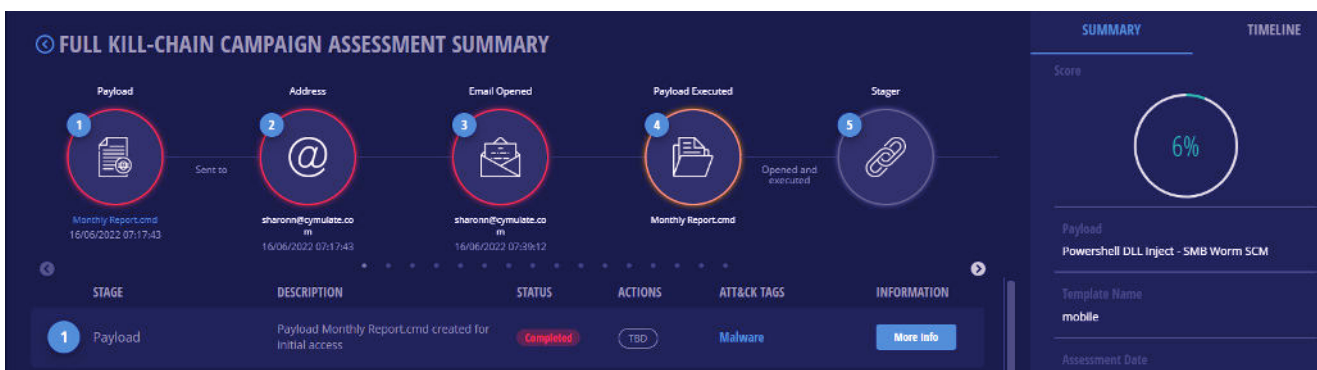 FULL KILL-CHAIN CAMPAIGN ASSESSMENT SUMMARY
Payload
Address
Email Opened
Payload Executed
Stager
1
2
3
4
5
Sent to
Opened and
executed
Monthly Report.cmd
16/06/2022 07:17:43
sharonn@cymulate.co
m
16/06/2022 07:17:43
sharonn@cymulate.co
m
16/06/2022 07:39:12
Monthly Report.cmd
STAGE
DESCRIPTION
STATUS
ACTIONS
ATT&CK TAGS
INFORMATION
1
Payload
Payload Monthly Report.cmd created for
initial access
Completed
TBD
Malware
More Info
SUMMARY
TIMELINE
Score
6%
Payload
Powershell DLL Inject - SMB Worm SCM
Template Name
mobile
Assessment Date